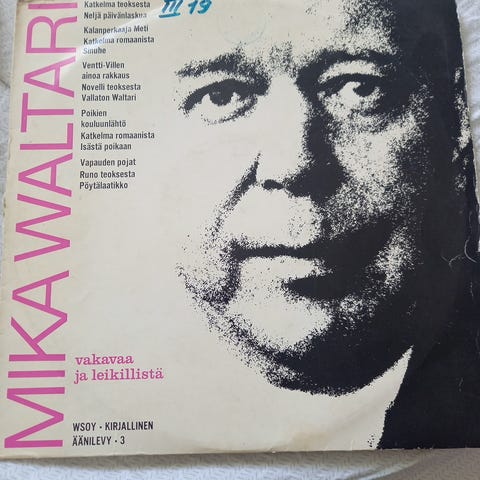 Katkelma teoksesta
Neljä päivänlaskua
Kalanperkaaja Meti
Katkelma romaanista
Sinuhe
Ventti-Villen
ainoa rakkaus
Novelli teoksesta
Vallaton Waltari
Poikien
kouluunlähtö
Katkelma romaanista
Isästä poikaan
Vapauden pojat
Runo teoksesta
Pöytälaatikko
III 19
MIKA WALTARI
vakavaa
ja leikillistä
WSOY • KIRJALLINEN
ÄÄNILEVY • 3